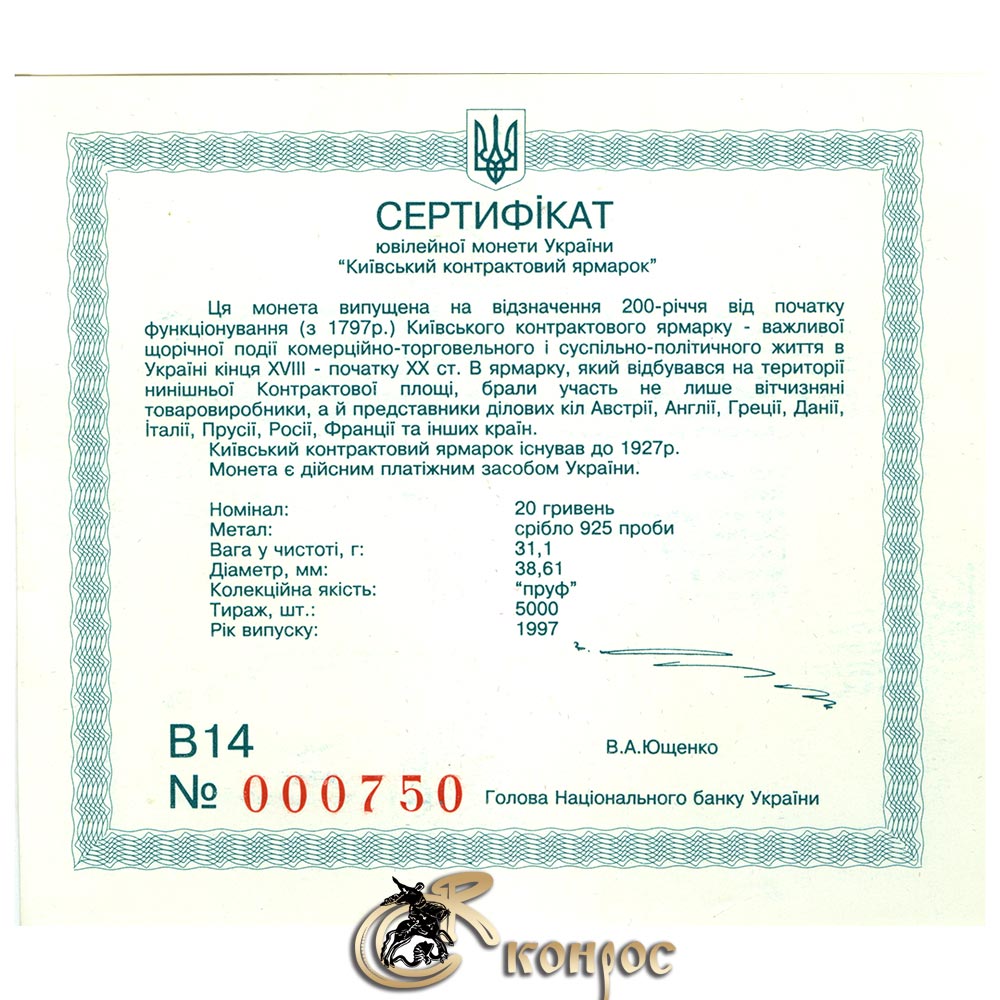 СЕРТИФІКАТ
ювілейної монети України
“Київський контрактовий ярмарок”
Ця монета випущена на відзначення 200-річчя від початку
функціонування (з 1797р.) Київського контрактового ярмарку - важливої
щорічної події комерційно-торговельного і суспільно-політичного життя в
Україні кінця XVIII - початку XX ст. В ярмарку, який відбувався на території
нинішньої Контрактової площі, брали участь не лише вітчизняні
товаровиробники, а й представники ділових кіл Австрії, Англії, Греції, Данії,
Італії, Прусії, Росії, Франції та інших країн.
Київський контрактовий ярмарок існував до 1927р.
Монета є дійсним платіжним засобом України.
Номінал: 20 гривень
Метал: срібло 925 проби
Вага у чистоті, г: 31,1
Діаметр, мм: 38,61
Колекційна якість: “пруф”
Тираж, шт.: 5000
Рік випуску: 1997
В14
В.А.Ющенко
№ 000750 Голова Національного банку України
R
конрос